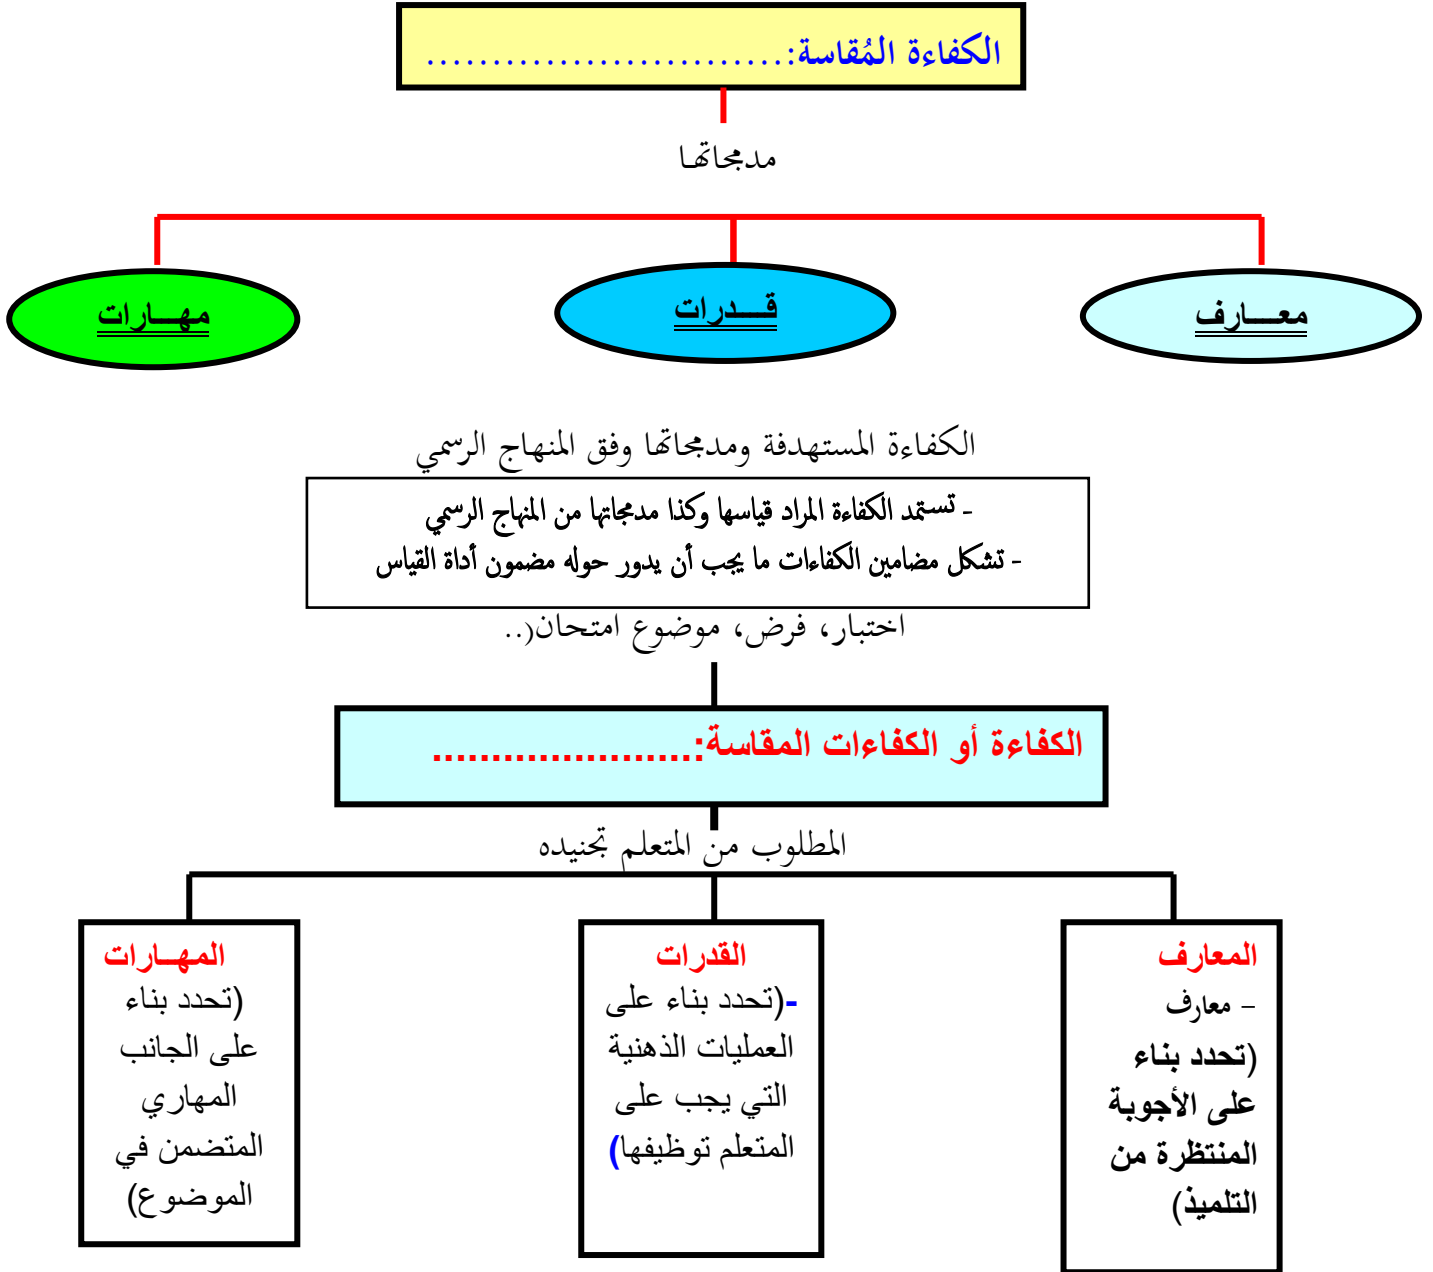 الكفاءة المُقاسة:...........................
مدمجاتها
معـــارف
قـــدرات
مهـــارات
الكفاءة المستهدفة ومدمجاتها وفق المنهاج الرسمي
- تستمد الكفاءة المراد قياسها وكذا مدمجاتها من المنهاج الرسمي
- تشكل مضامين الكفاءات ما يجب أن يدور حوله مضمون أداة القياس
اختبار، فرض، موضوع امتحان(..
الكفاءة أو الكفاءات المقاسة:......................
المطلوب من المتعلم تجنيده
المعارف
- معارف
(تحدد بناء
على الأجوبة
المنتظرة من
التلميذ)
القدرات
-(تحدد بناء على
العمليات الذهنية
التي يجب على
المتعلم توظيفها)
المهــارات
(تحدد بناء
على الجانب
المهاري
المتضمن في
الموضوع)